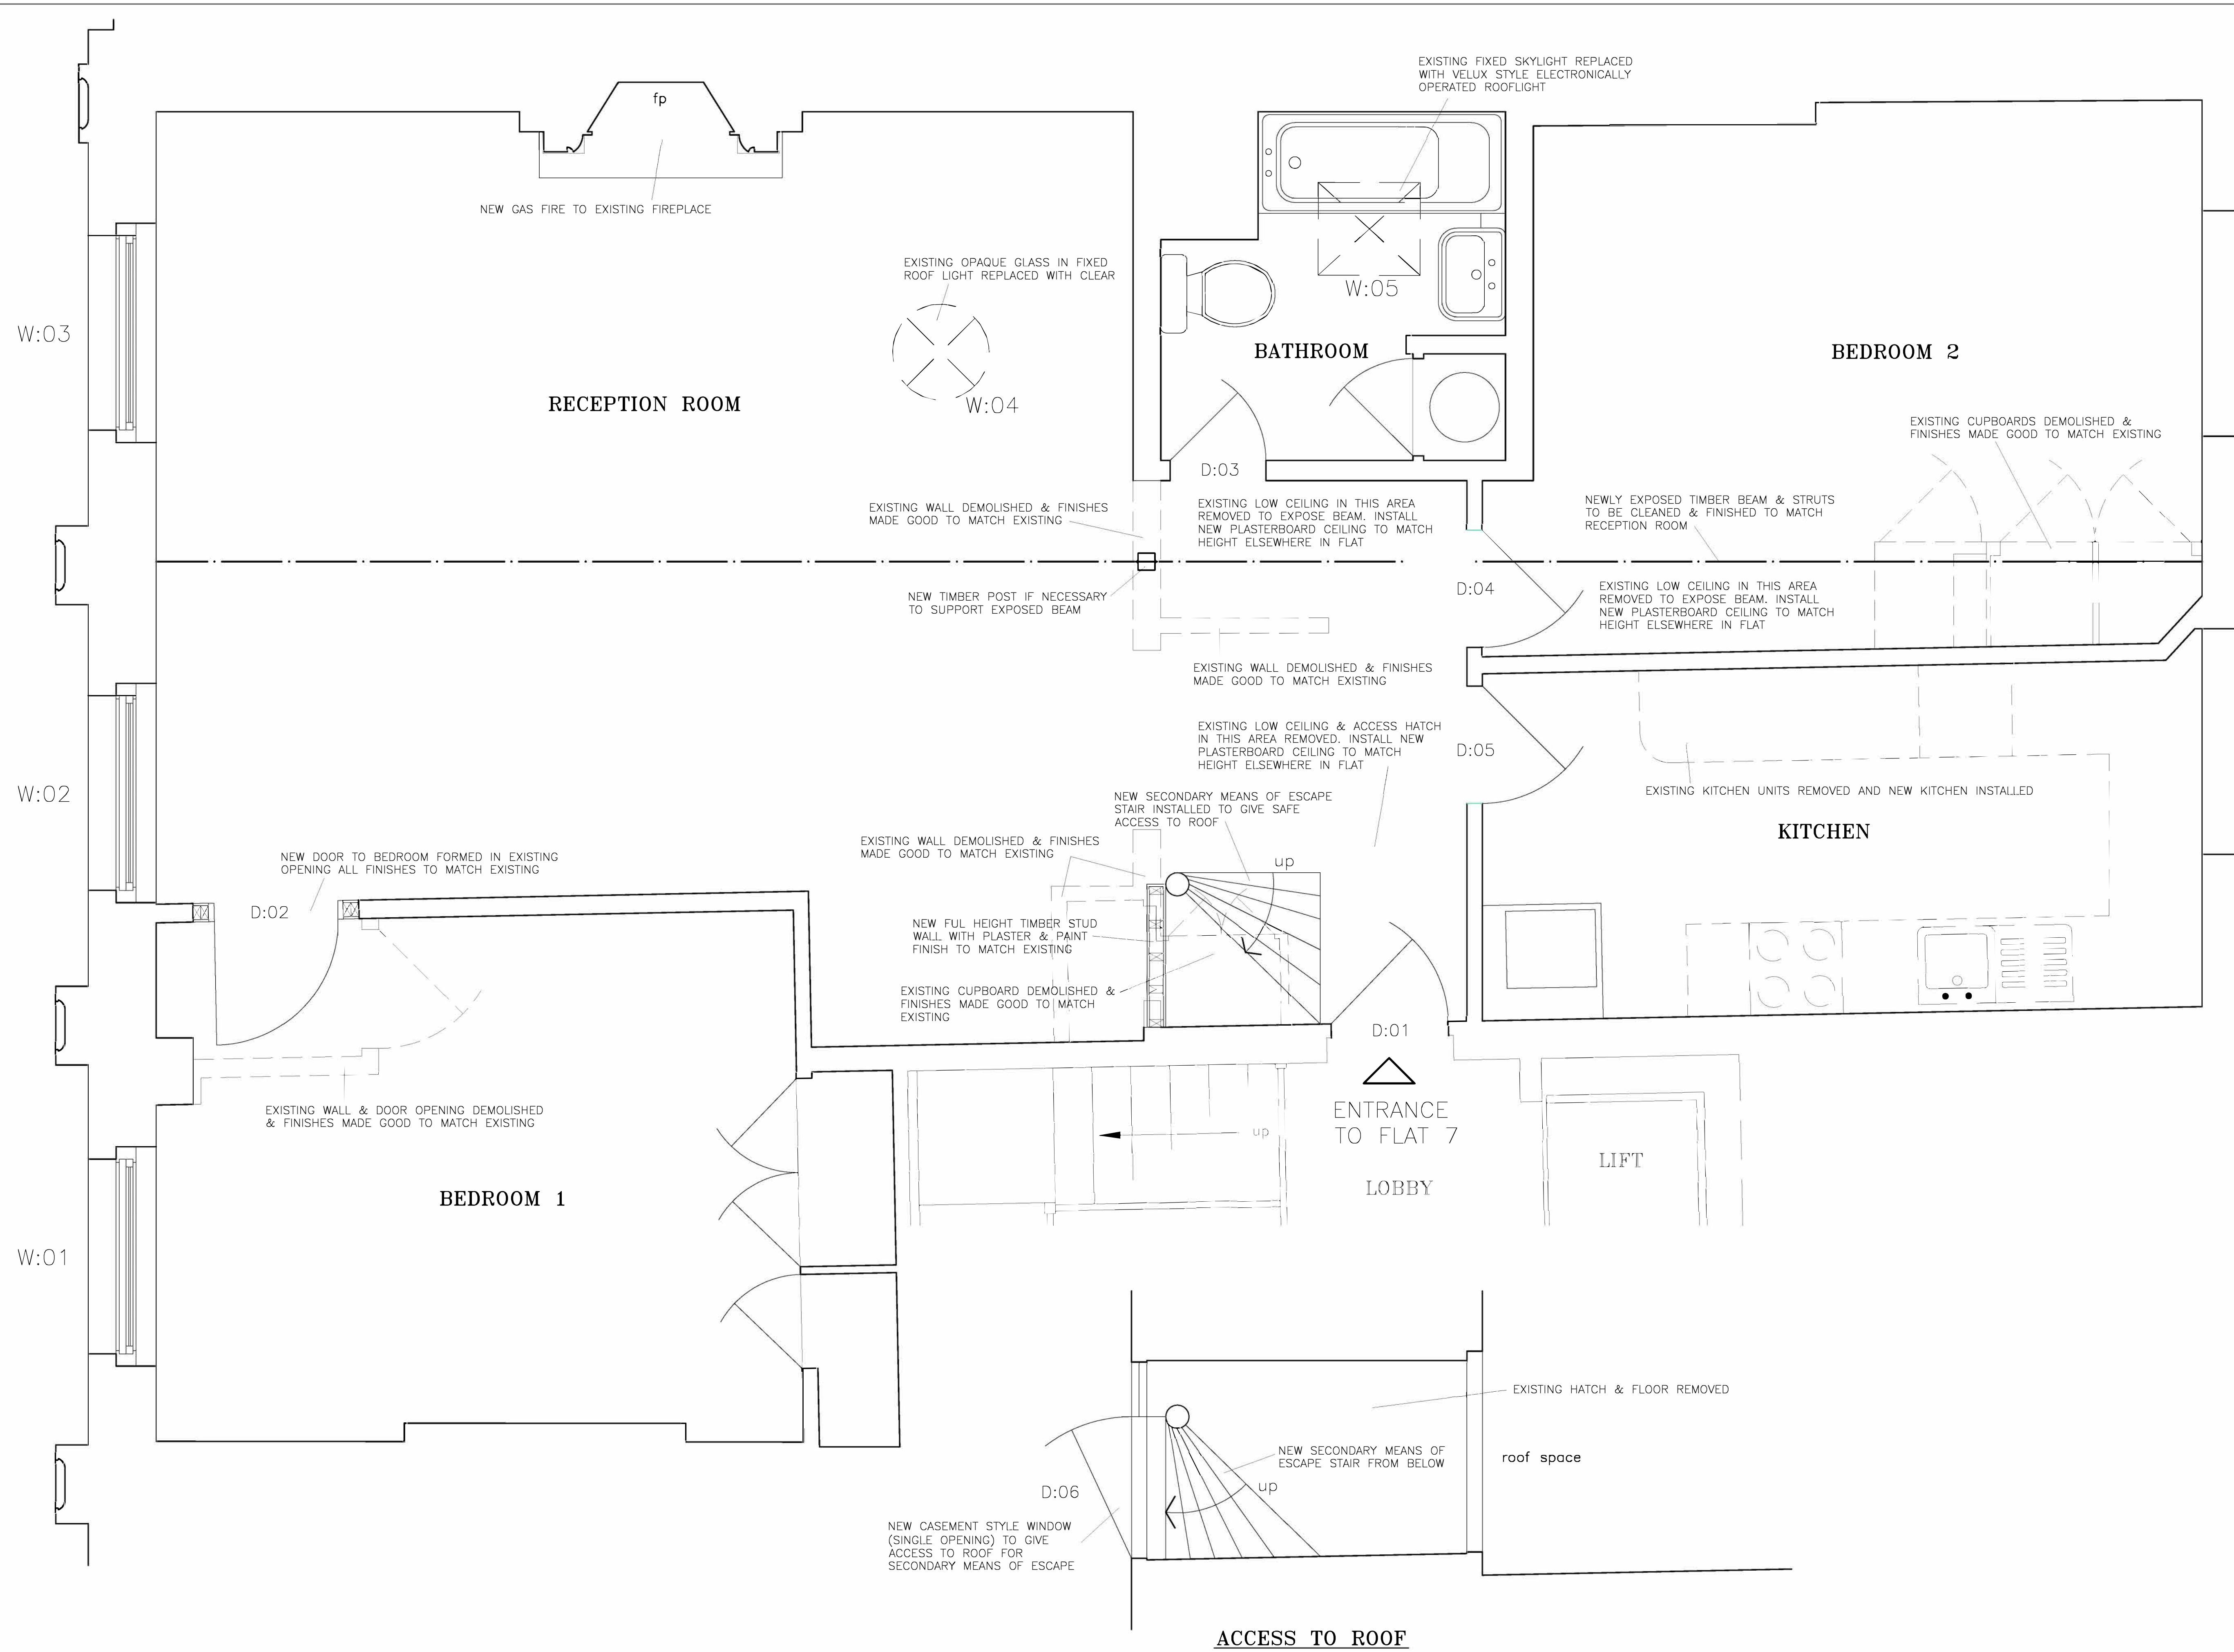 EXISTING FIXED SKYLIGHT REPLACED
WITH VELUX STYLE ELECTRONICALLY
OPERATED ROOFLIGHT
fp
NEW GAS FIRE TO EXISTING FIREPLACE
EXISTING OPAQUE GLASS IN FIXED
ROOF LIGHT REPLACED WITH CLEAR
W:05
W:03
BATHROOM
BEDROOM 2
RECEPTION ROOM
W:04
EXISTING CUPBOARDS DEMOLISHED &
FINISHES MADE GOOD TO MATCH EXISTING
D:03
EXISTING WALL DEMOLISHED & FINISHES
MADE GOOD TO MATCH EXISTING
EXISTING LOW CEILING IN THIS AREA
REMOVED TO EXPOSE BEAM. INSTALL
NEW PLASTERBOARD CEILING TO MATCH
HEIGHT ELSEWHERE IN FLAT
NEWLY EXPOSED TIMBER BEAM & STRUTS
TO BE CLEANED & FINISHED TO MATCH
RECEPTION ROOM
NEW TIMBER POST IF NECESSARY
TO SUPPORT EXPOSED BEAM
D:04
EXISTING LOW CEILING IN THIS AREA
REMOVED TO EXPOSE BEAM. INSTALL
NEW PLASTERBOARD CEILING TO MATCH
HEIGHT ELSEWHERE IN FLAT
EXISTING WALL DEMOLISHED & FINISHES
MADE GOOD TO MATCH EXISTING
EXISTING LOW CEILING & ACCESS HATCH
IN THIS AREA REMOVED. INSTALL NEW
PLASTERBOARD CEILING TO MATCH
HEIGHT ELSEWHERE IN FLAT
D:05
W:02
EXISTING KITCHEN UNITS REMOVED AND NEW KITCHEN INSTALLED
NEW SECONDARY MEANS OF ESCAPE
STAIR INSTALLED TO GIVE SAFE
ACCESS TO ROOF
KITCHEN
EXISTING WALL DEMOLISHED & FINISHES
MADE GOOD TO MATCH EXISTING
up
NEW DOOR TO BEDROOM FORMED IN EXISTING
OPENING ALL FINISHES TO MATCH EXISTING
D:02
NEW FUL HEIGHT TIMBER STUD
WALL WITH PLASTER & PAINT
FINISH TO MATCH EXISTING
EXISTING CUPBOARD DEMOLISHED &
FINISHES MADE GOOD TO MATCH
EXISTING
D:01
EXISTING WALL & DOOR OPENING DEMOLISHED
& FINISHES MADE GOOD TO MATCH EXISTING
ENTRANCE
TO FLAT 7
up
LIFT
LOBBY
BEDROOM 1
W:01
EXISTING HATCH & FLOOR REMOVED
NEW SECONDARY MEANS OF
ESCAPE STAIR FROM BELOW
roof space
up
D:06
NEW CASEMENT STYLE WINDOW
(SINGLE OPENING) TO GIVE
ACCESS TO ROOF FOR
SECONDARY MEANS OF ESCAPE
ACCESS TO ROOF